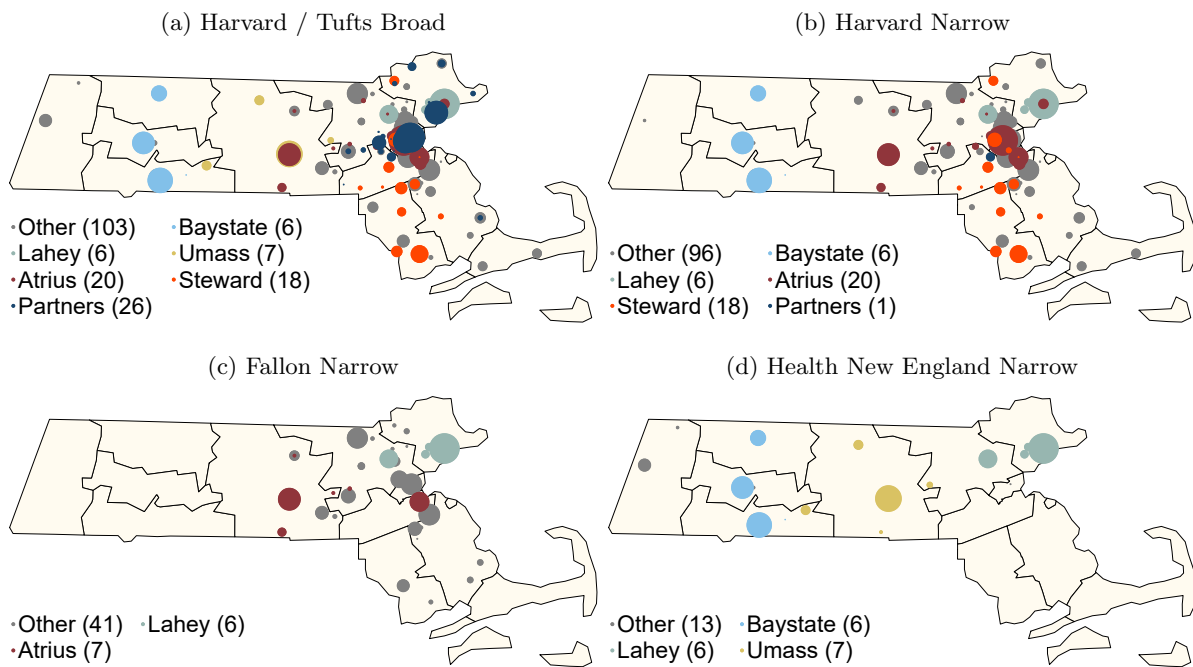 (a) Harvard / Tufts Broad
(b) Harvard Narrow
Other (103) Baystate (6)
Lahey (6) Umass (7)
Atrius (20) Steward (18)
Partners (26)
Other (96) Baystate (6)
Lahey (6) Atrius (20)
Steward (18) Partners (1)
(c) Fallon Narrow
(d) Health New England Narrow
Other (41) Lahey (6)
Atrius (7)
Other (13) Baystate (6)
Lahey (6) Umass (7)